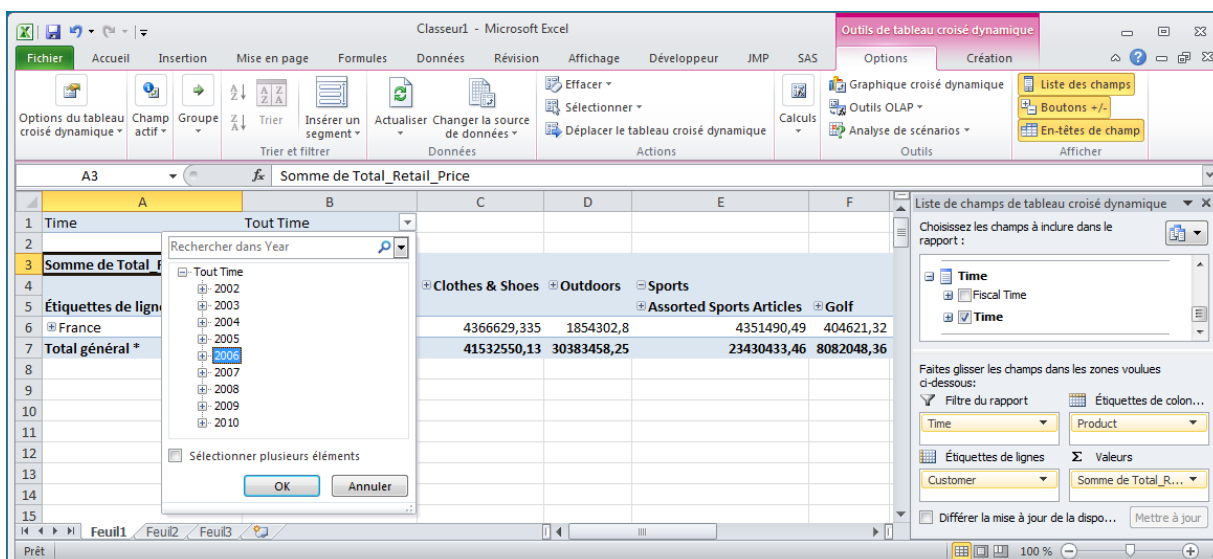 Classeur1 - Microsoft Excel
Outils de tableau croisé dynamique
Fichier Accueil Insertion Mise en page Formules Données Révision Affichage Développeur JMP SAS Options Création
Options du tableau croisé dynamique
Champ actif
Groupe
Trier
Insérer un segment
Trier et filtrer
Actualiser
Changer la source de données
Données
Effacer
Sélectionner
Déplacer le tableau croisé dynamique
Actions
Calculs
Graphique croisé dynamique
Outils OLAP
Analyse de scénarios
Outils
Liste des champs
Boutons +/-
En-têtes de champ
Afficher
A3 fx Somme de Total_Retail_Price
A B C D E F
1 Time Tout Time
2
3 Somme de Total_
4 Clothes & Shoes Outdoors Sports
5 Étiquettes de lign Assorted Sports Articles Golf
6 France 4366629,335 1854302,8 4351490,49 404621,32
7 Total général * 41532550,13 30383458,25 23430433,46 8082048,36
8
9
10
11
12
13
14
15
Rechercher dans Year
Tout Time
2002
2003
2004
2005
2006
2007
2008
2009
2010
Sélectionner plusieurs éléments
OK Annuler
Feuil1 Feuil2 Feuil3
Prêt
100 %
Liste de champs de tableau croisé dynamique
Choisissez les champs à inclure dans le
rapport :
Time
Fiscal Time
Time
Faites glisser les champs dans les zones voulues
ci-dessous:
Filtre du rapport Étiquettes de colon...
Time Product
Étiquettes de lignes Σ Valeurs
Customer Somme de Total_R...
Différer la mise à jour de la dispo... Mettre à jour